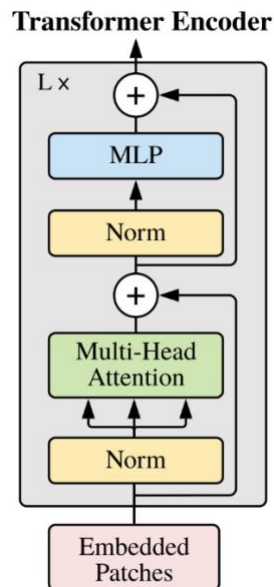 Transformer Encoder
L ×
+
MLP
Norm
+
Multi-Head
Attention
Norm
Embedded
Patches